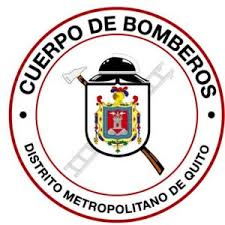 CUERPO DE BOMBEROS
DISTRITO METROPOLITANO DE QUITO